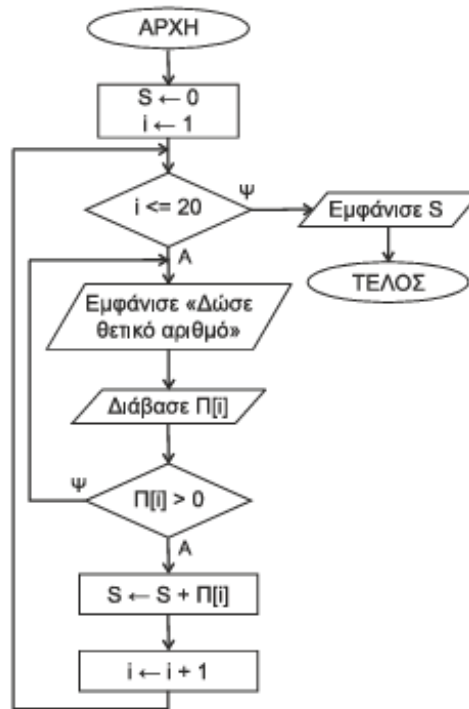 ΑΡΧΗ
S ← 0
i ← 1
i <= 20
Ψ
Εμφάνισε S
Α
ΤΕΛΟΣ
Εμφάνισε «Δώσε
θετικό αριθμό»
Διάβασε Π[i]
Ψ
Π[i] > 0
Α
S ← S + Π[i]
i ← i + 1